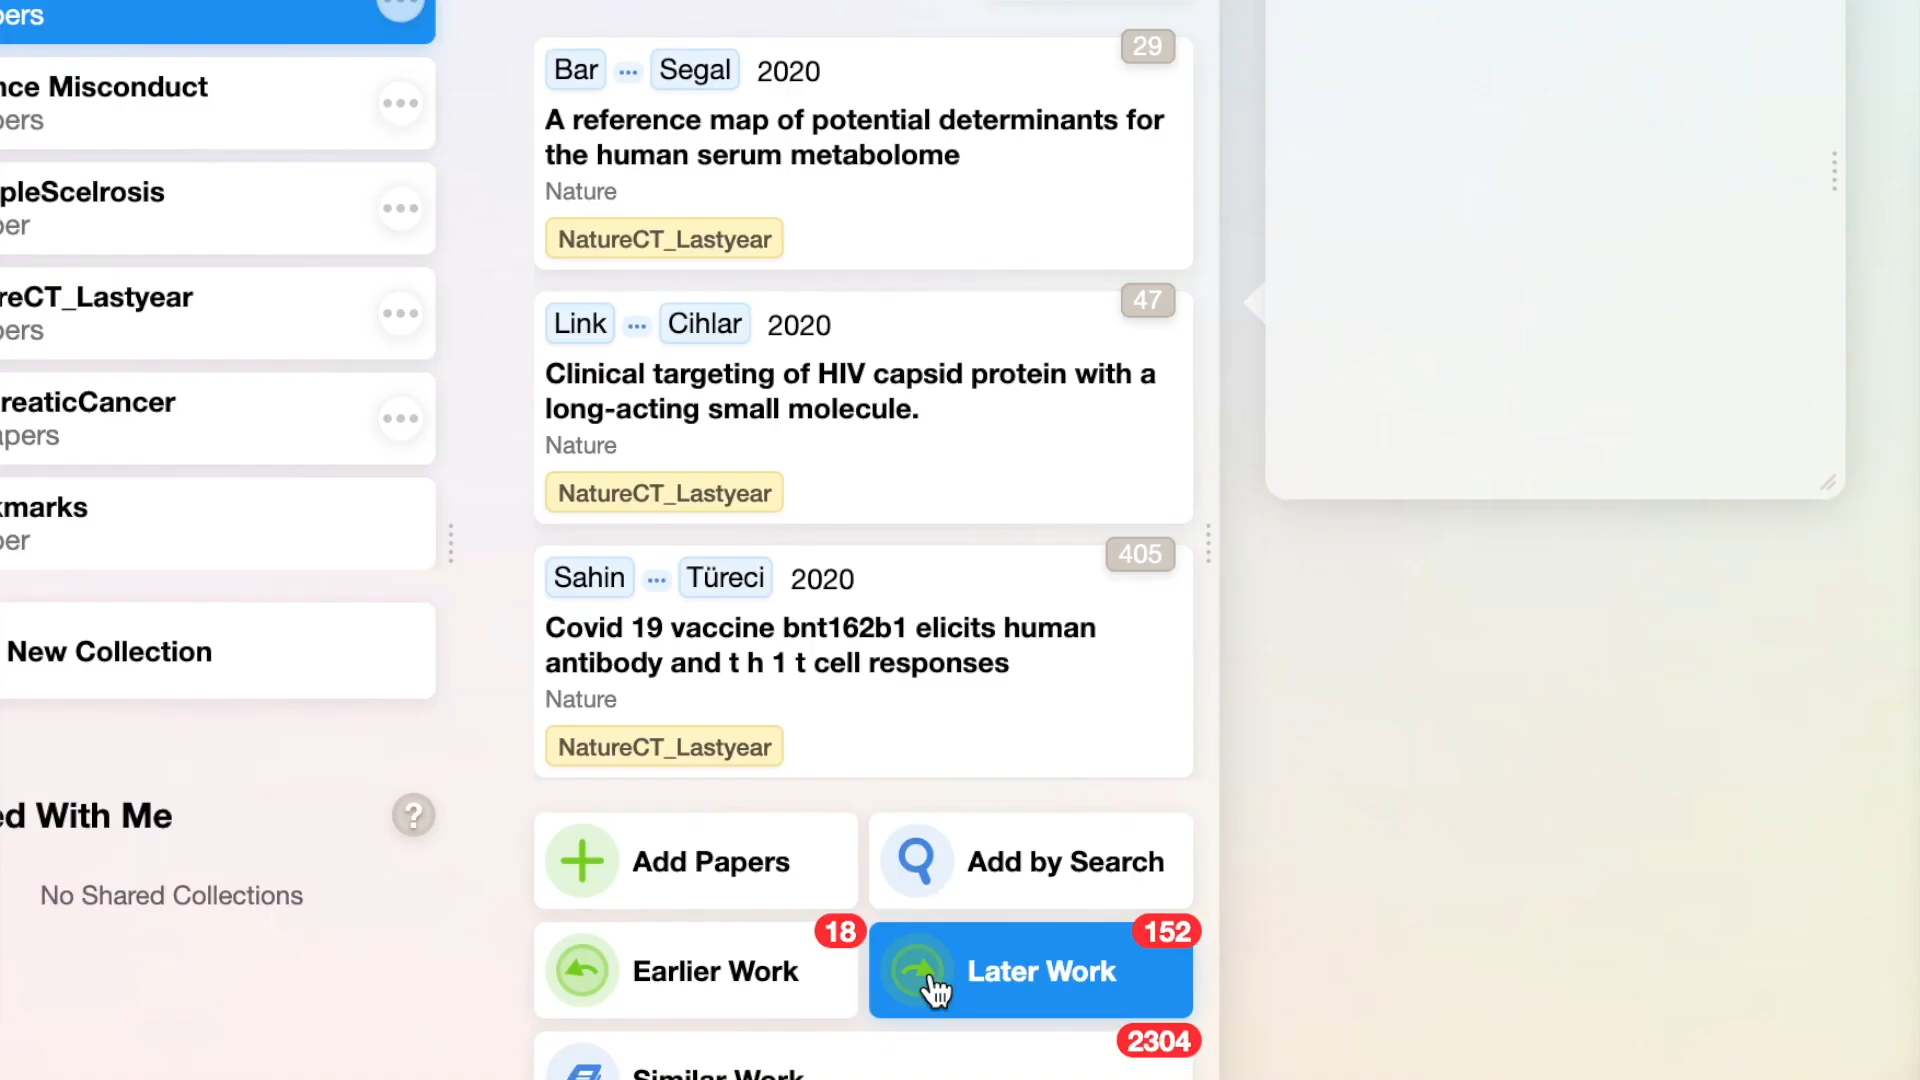 pers
nce Misconduct
pers
pleScelrosis
per
reCT_Lastyear
pers
reaticCancer
apers
kmarks
per
New Collection
ed With Me
?
No Shared Collections
29
Bar ... Segal 2020
A reference map of potential determinants for
the human serum metabolome
Nature
NatureCT_Lastyear
47
Link ... Cihlar 2020
Clinical targeting of HIV capsid protein with a
long-acting small molecule.
Nature
NatureCT_Lastyear
405
Sahin ... Türeci 2020
Covid 19 vaccine bnt162b1 elicits human
antibody and t h 1 t cell responses
Nature
NatureCT_Lastyear
Add Papers
Add by Search
18
Earlier Work
152
Later Work
2304
Similar Work